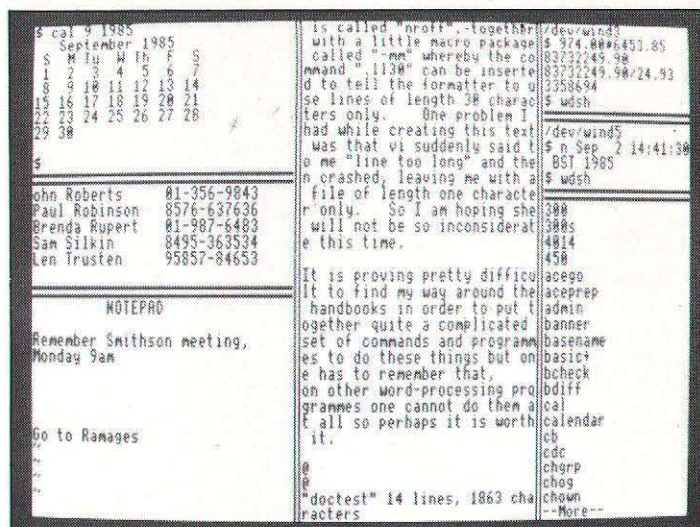 $ cal 9 1985
September 1985
S M Tu W Th F S
1 2 3 4 5 6 7
8 9 10 11 12 13 14
15 16 17 18 19 20 21
22 23 24 25 26 27 28
29 30
$
ohn Roberts 01-356-9843
Paul Robinson 8576-637636
Brenda Rupert 01-987-6483
Sam Silkin 8495-363534
Len Trusten 95857-84653
NOTEPAD
Remember Smithson meeting,
Monday 9am
Go to Ramages
~
~
~
~
is called "nroff",-together
with a little macro package
called "-mm" whereby the co
mmand ".ll30" can be inserte
d to tell the formatter to u
se lines of length 30 charac
ters only. One problem I
had while creating this text
was that vi suddenly said t
o me "line too long" and the
n crashed, leaving me with a
file of length one characte
r only. So I am hoping she
will not be so inconsiderat
e this time.
It is proving pretty difficu
lt to find my way around the
handbooks in order to put t
ogether quite a complicated
set of commands and programm
es to do these things but on
e has to remember that,
on other word-processing pro
grammes one cannot do them a
t all so perhaps it is worth
it.
@
@
"doctest" 14 lines, 1863 cha
racters
/dev/wind3
$ 974.00*6453.85
83732249.90
83732249.90/24.93
3358694
$ wdsh
/dev/wind5
$ n Sep 2 14:41:30
BST 1985
$ wdsh
300
300s
4014
450
acego
aceprep
admin
banner
basename
basic+
bcheck
bdiff
cal
calendar
cb
cdc
chgrp
chog
chown
--More--